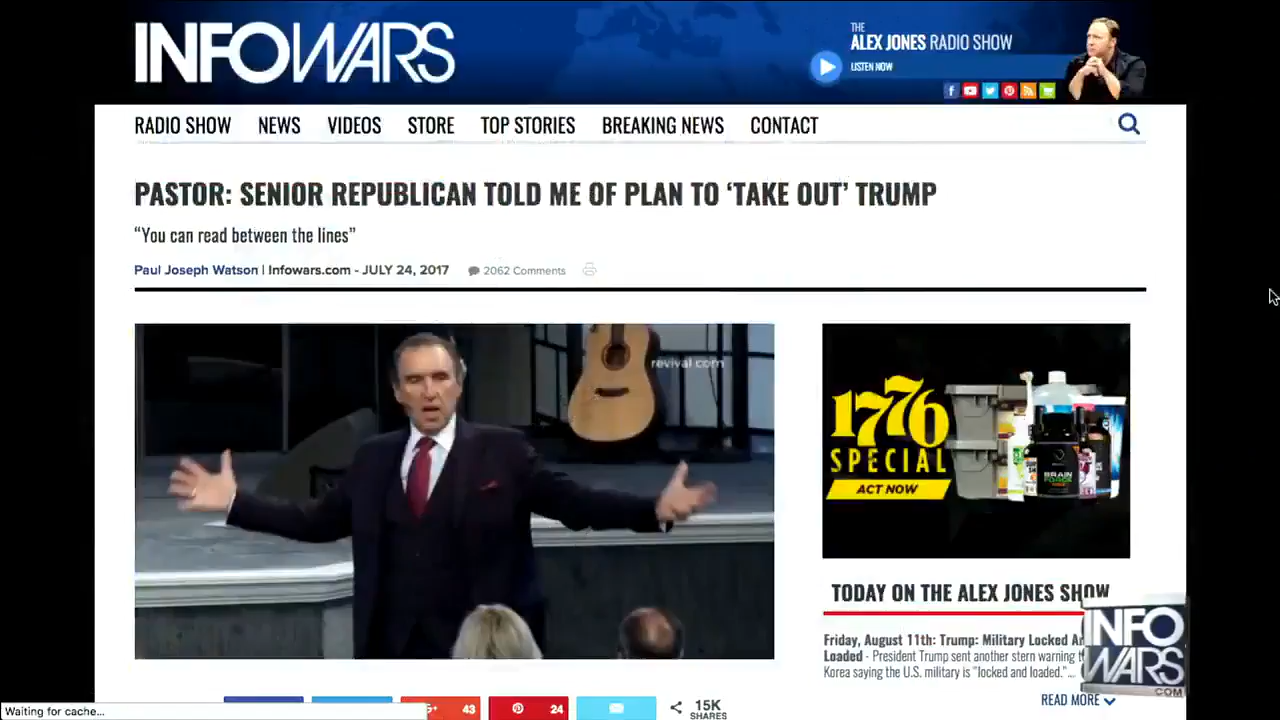 INFOWARS
THE
ALEX JONES RADIO SHOW
LISTEN NOW
RADIO SHOW NEWS VIDEOS STORE TOP STORIES BREAKING NEWS CONTACT
PASTOR: SENIOR REPUBLICAN TOLD ME OF PLAN TO ‘TAKE OUT’ TRUMP
“You can read between the lines”
Paul Joseph Watson | Infowars.com - JULY 24, 2017 2062 Comments
revival.com
1776
SPECIAL
ACT NOW
BRAIN
FORCE
TODAY ON THE ALEX JONES SHOW
Friday, August 11th: Trump: Military Locked
Loaded - President Trump sent another stern warning
Korea saying the U.S. military is "locked and loaded."...
READ MORE
INFO
WARS
.COM
43
24
15K
SHARES
Waiting for cache...